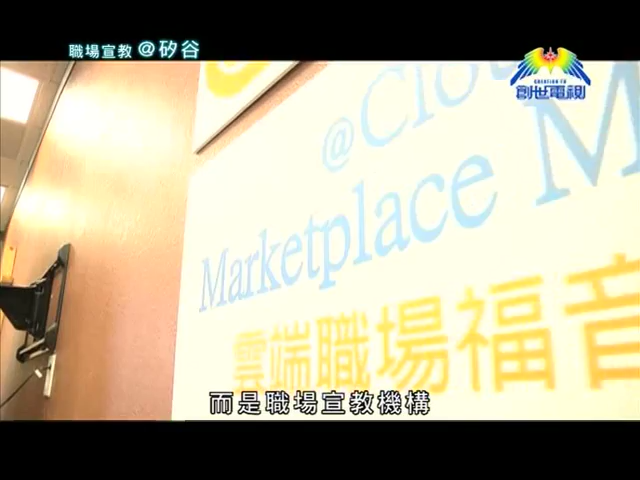 職場宣教 @矽谷
CREATION TV
創世電視
@Clou
Marketplace M
雲端職場福音
而是職場宣教機構